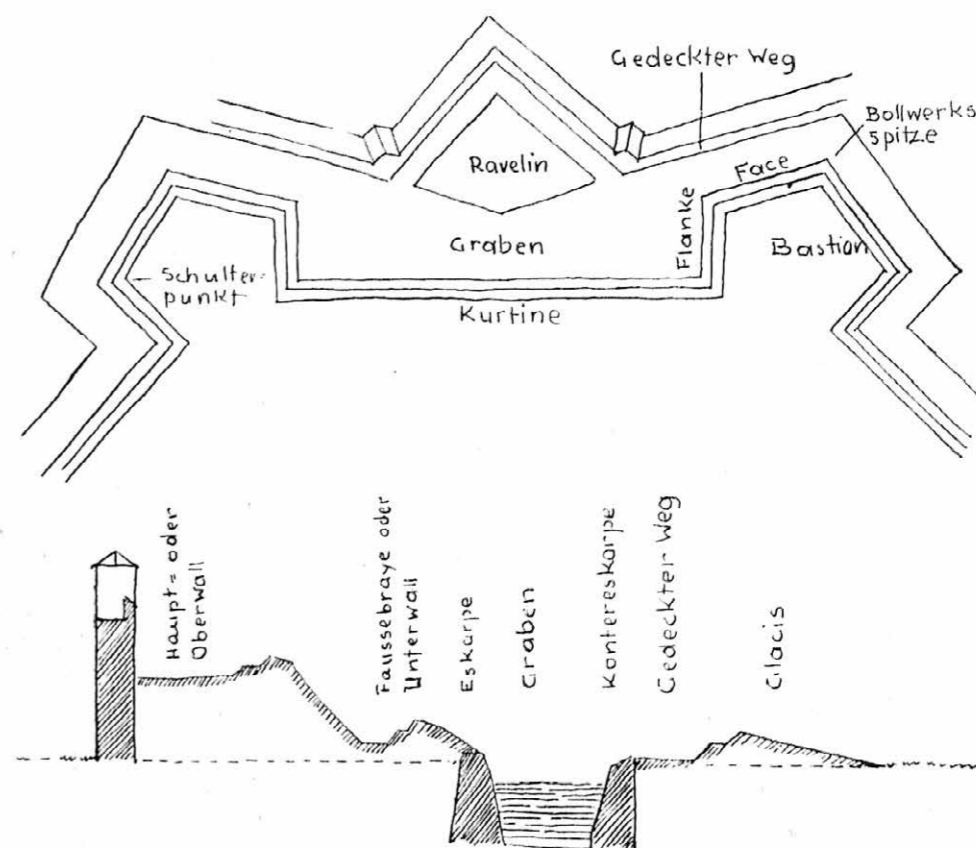 Gedeckter Weg
Bollwerks
spitze
Ravelin
Face
Flanke
Graben
Bastion
Schulter=
punkt
Kurtine
Haupt= oder
Oberwall
Faussebraye oder
Unterwall
Eskarpe
Graben
Kontereskarpe
Gedeckter Weg
Glacis